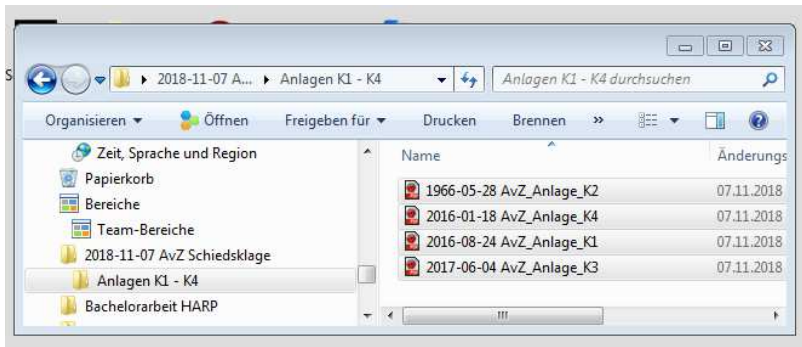 s
2018-11-07 A... Anlagen K1 - K4
Anlagen K1 - K4 durchsuchen
Organisieren Öffnen Freigeben für Drucken Brennen »
Zeit, Sprache und Region
Papierkorb
Bereiche
Team-Bereiche
2018-11-07 AvZ Schiedsklage
Anlagen K1 - K4
Bachelorarbeit HARP
Name Änderungs
1966-05-28 AvZ_Anlage_K2 07.11.2018
2016-01-18 AvZ_Anlage_K4 07.11.2018
2016-08-24 AvZ_Anlage_K1 07.11.2018
2017-06-04 AvZ_Anlage_K3 07.11.2018